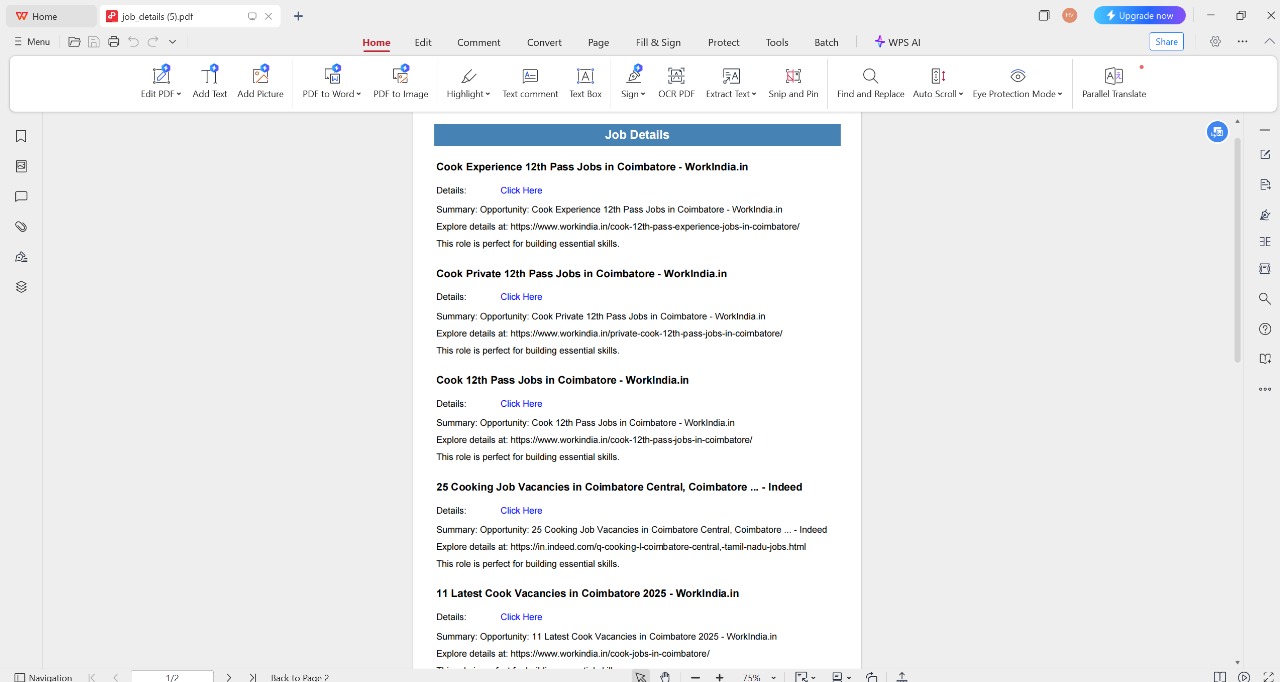 Home
job_details (5).pdf
HV
Upgrade now
Menu
Home
Edit
Comment
Convert
Page
Fill & Sign
Protect
Tools
Batch
WPS AI
Share
Edit PDF
Add Text
Add Picture
PDF to Word
PDF to Image
Highlight
Text comment
Text Box
Sign
OCR PDF
Extract Text
Snip and Pin
Find and Replace
Auto Scroll
Eye Protection Mode
Parallel Translate
Job Details
Cook Experience 12th Pass Jobs in Coimbatore - WorkIndia.in
Details: Click Here
Summary: Opportunity: Cook Experience 12th Pass Jobs in Coimbatore - WorkIndia.in
Explore details at: https://www.workindia.in/cook-12th-pass-experience-jobs-in-coimbatore/
This role is perfect for building essential skills.
Cook Private 12th Pass Jobs in Coimbatore - WorkIndia.in
Details: Click Here
Summary: Opportunity: Cook Private 12th Pass Jobs in Coimbatore - WorkIndia.in
Explore details at: https://www.workindia.in/private-cook-12th-pass-jobs-in-coimbatore/
This role is perfect for building essential skills.
Cook 12th Pass Jobs in Coimbatore - WorkIndia.in
Details: Click Here
Summary: Opportunity: Cook 12th Pass Jobs in Coimbatore - WorkIndia.in
Explore details at: https://www.workindia.in/cook-12th-pass-jobs-in-coimbatore/
This role is perfect for building essential skills.
25 Cooking Job Vacancies in Coimbatore Central, Coimbatore ... - Indeed
Details: Click Here
Summary: Opportunity: 25 Cooking Job Vacancies in Coimbatore Central, Coimbatore ... - Indeed
Explore details at: https://in.indeed.com/q-cooking-l-coimbatore-central,-tamil-nadu-jobs.html
This role is perfect for building essential skills.
11 Latest Cook Vacancies in Coimbatore 2025 - WorkIndia.in
Details: Click Here
Summary: Opportunity: 11 Latest Cook Vacancies in Coimbatore 2025 - WorkIndia.in
Explore details at: https://www.workindia.in/cook-jobs-in-coimbatore/
Navigation
1/2
Back to Page 2
75%